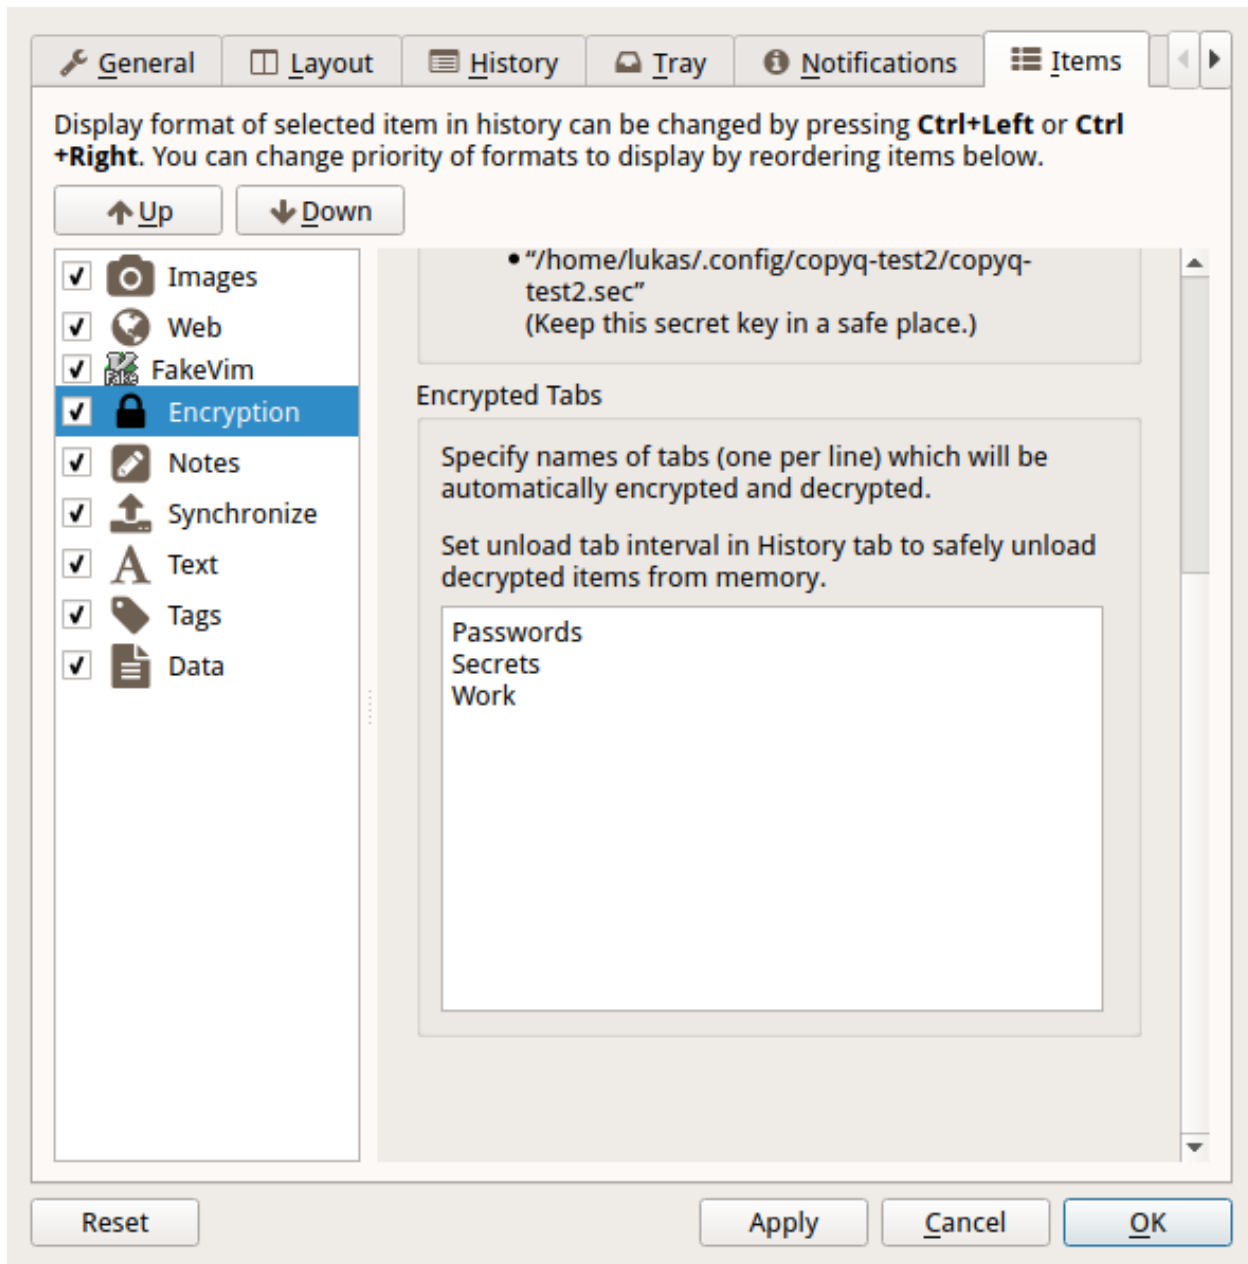 General Layout History Tray Notifications Items
Display format of selected item in history can be changed by pressing Ctrl+Left or Ctrl
+Right. You can change priority of formats to display by reordering items below.
Up Down
Images
Web
FakeVim
Encryption
Notes
Synchronize
Text
Tags
Data
• “/home/lukas/.config/copyq-test2/copyq-
test2.sec”
(Keep this secret key in a safe place.)
Encrypted Tabs
Specify names of tabs (one per line) which will be
automatically encrypted and decrypted.
Set unload tab interval in History tab to safely unload
decrypted items from memory.
Passwords
Secrets
Work
Reset Apply Cancel OK